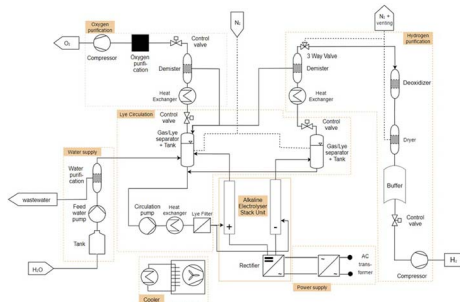 Oxygen
purification
Control
valve
N₂
N₂ +
venting
Hydrogen
purification
O₂
Compressor
Oxygen
purifi-
cation
Demister
3 Way Valve
Demister
Deoxidizer
Heat
Exchanger
Heat
Exchanger
Control
valve
Control
valve
Lye Circulation
Gas/Lye
separator
+ Tank
Gas/Lye
separator
+ Tank
Dryer
Water supply
Water
purifi-
cation
wastewater
Feed
water
pump
Tank
H₂O
Circulation
pump
Heat
exchanger
Lye Filter
Alkaline
Electrolyser
Stack Unit
+
-
Buffer
Control
valve
Rectifier
AC
trans-
former
Power supply
Cooler
Compressor
H₂